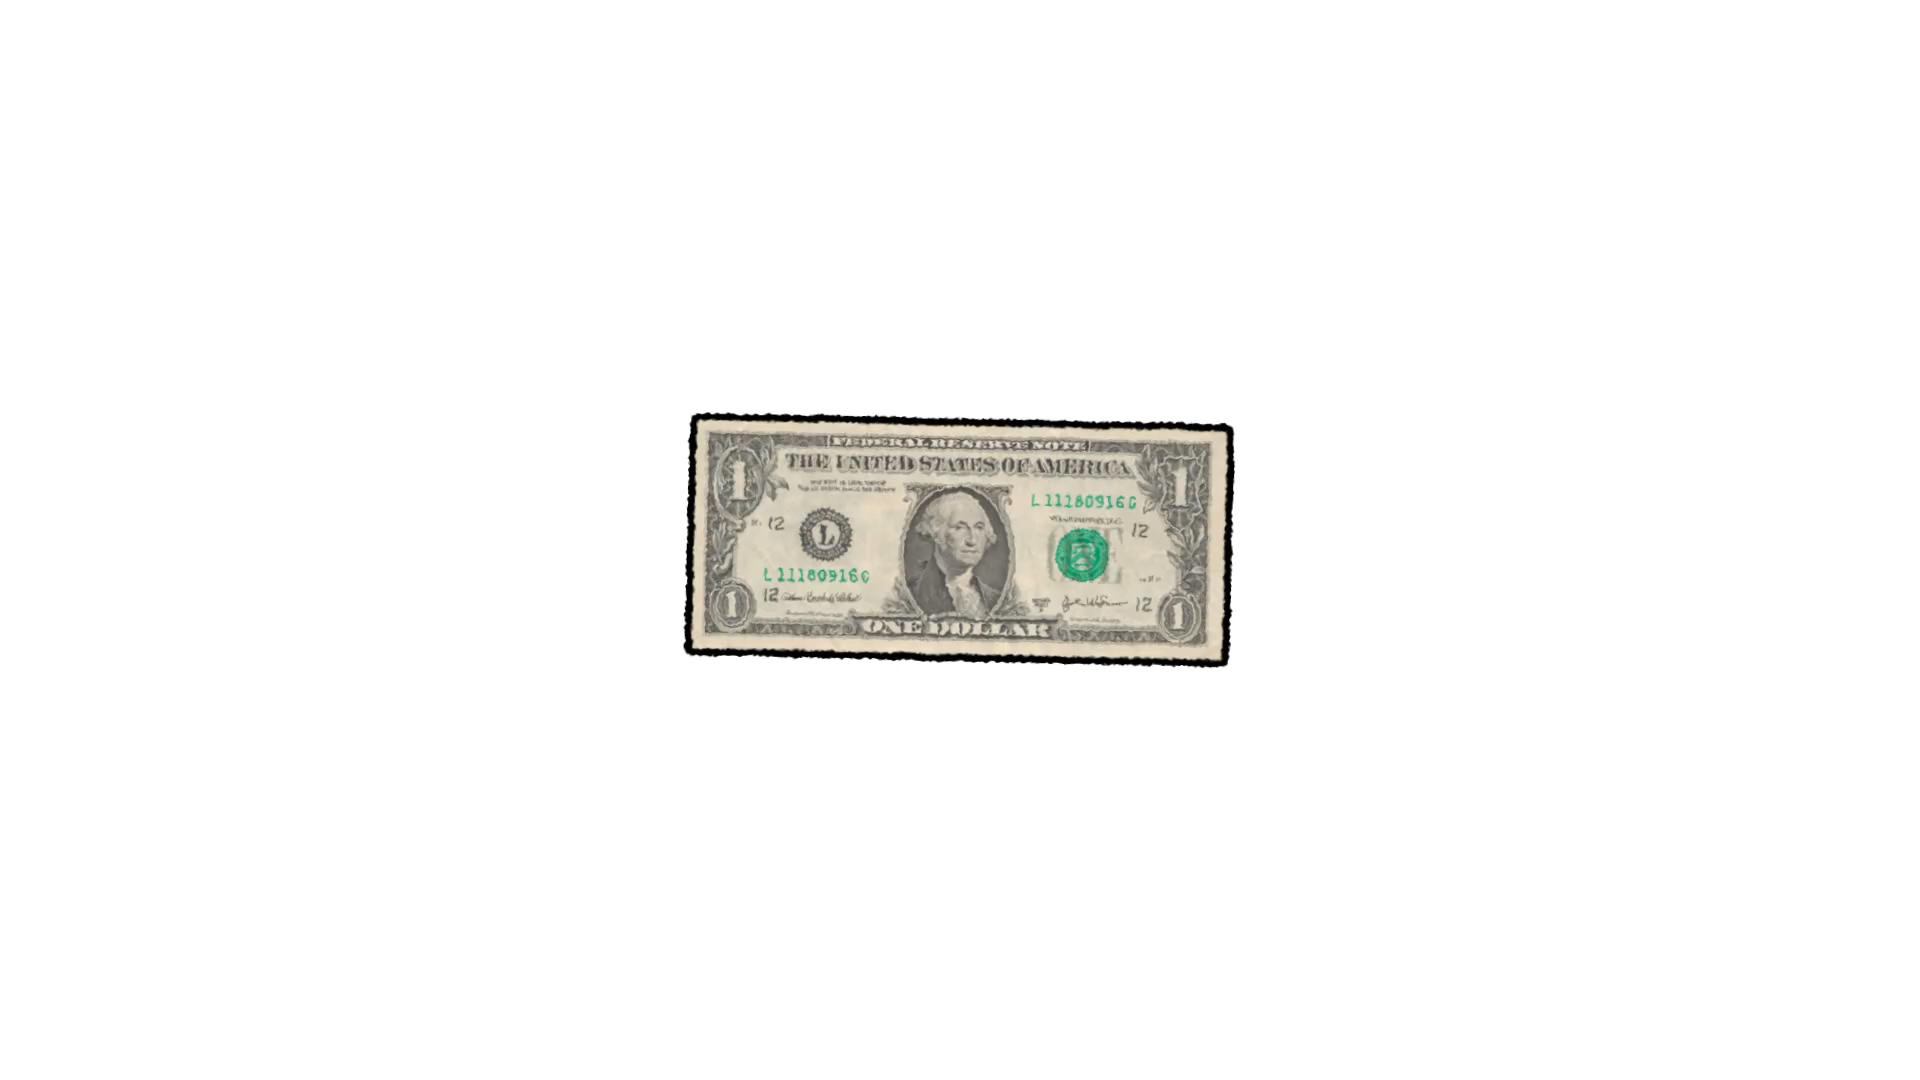 FEDERAL RESERVE NOTE
THE UNITED STATES OF AMERICA
1
1
L 11180916 G
12
12
L
L 11180916 G
12
12
1
1
ONE DOLLAR